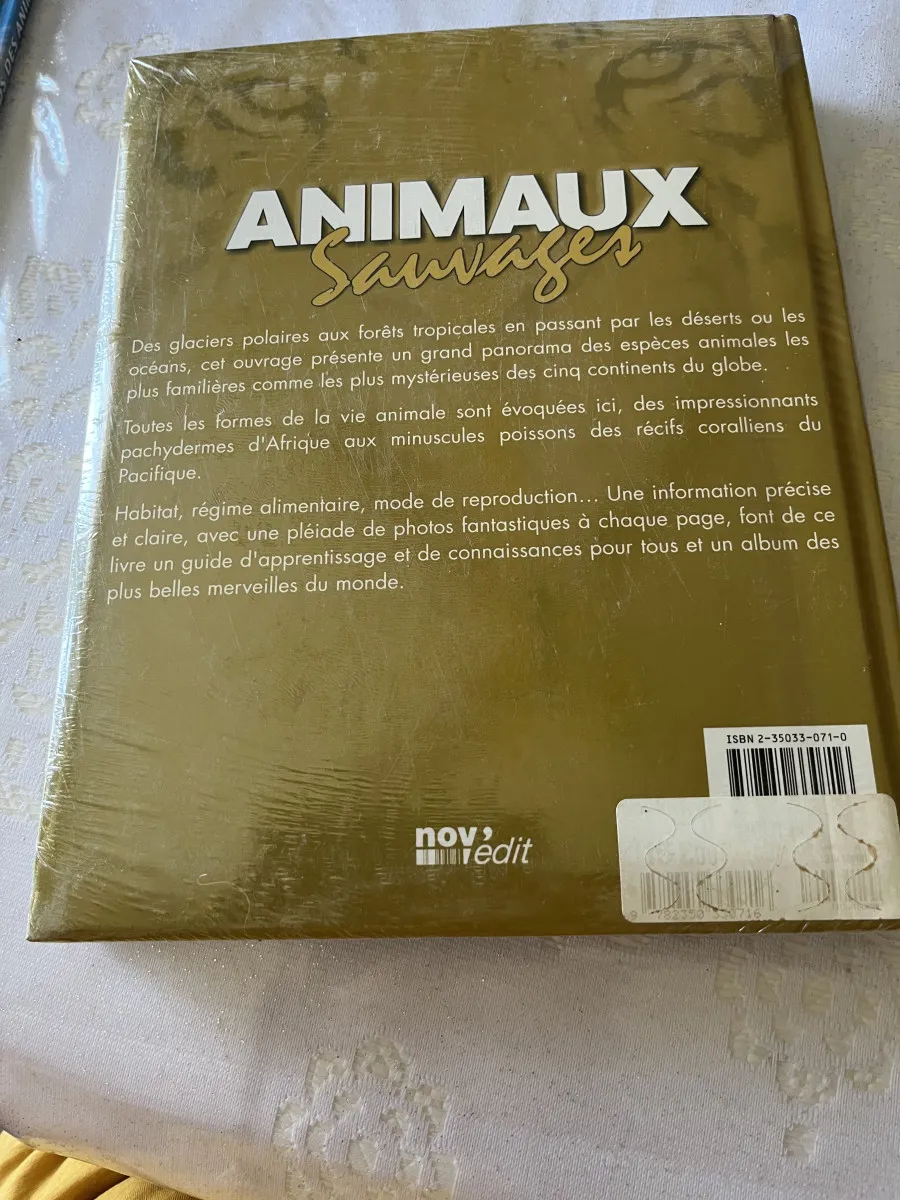 ANIMAUX
Sauvages
Des glaciers polaires aux forêts tropicales en passant par les déserts ou les
océans, cet ouvrage présente un grand panorama des espèces animales les
plus familières comme les plus mystérieuses des cinq continents du globe.
Toutes les formes de la vie animale sont évoquées ici, des impressionnants
pachydermes d'Afrique aux minuscules poissons des récifs coralliens du
Pacifique.
Habitat, régime alimentaire, mode de reproduction... Une information précise
et claire, avec une pléiade de photos fantastiques à chaque page, font de ce
livre un guide d'apprentissage et de connaissances pour tous et un album des
plus belles merveilles du monde.
ISBN 2-35033-071-0
nov'
édit